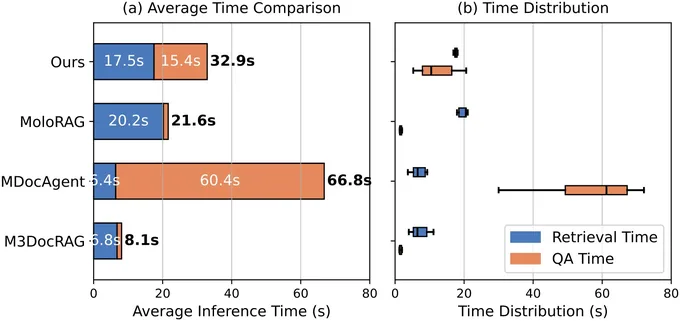 (a) Average Time Comparison
Ours
17.5s
15.4s
32.9s
MoloRAG
20.2s
21.6s
MDocAgent
6.4s
60.4s
66.8s
M3DocRAG
6.8s
8.1s
0
20
40
60
80
Average Inference Time (s)
(b) Time Distribution
Retrieval Time
QA Time
0
20
40
60
80
Time Distribution (s)